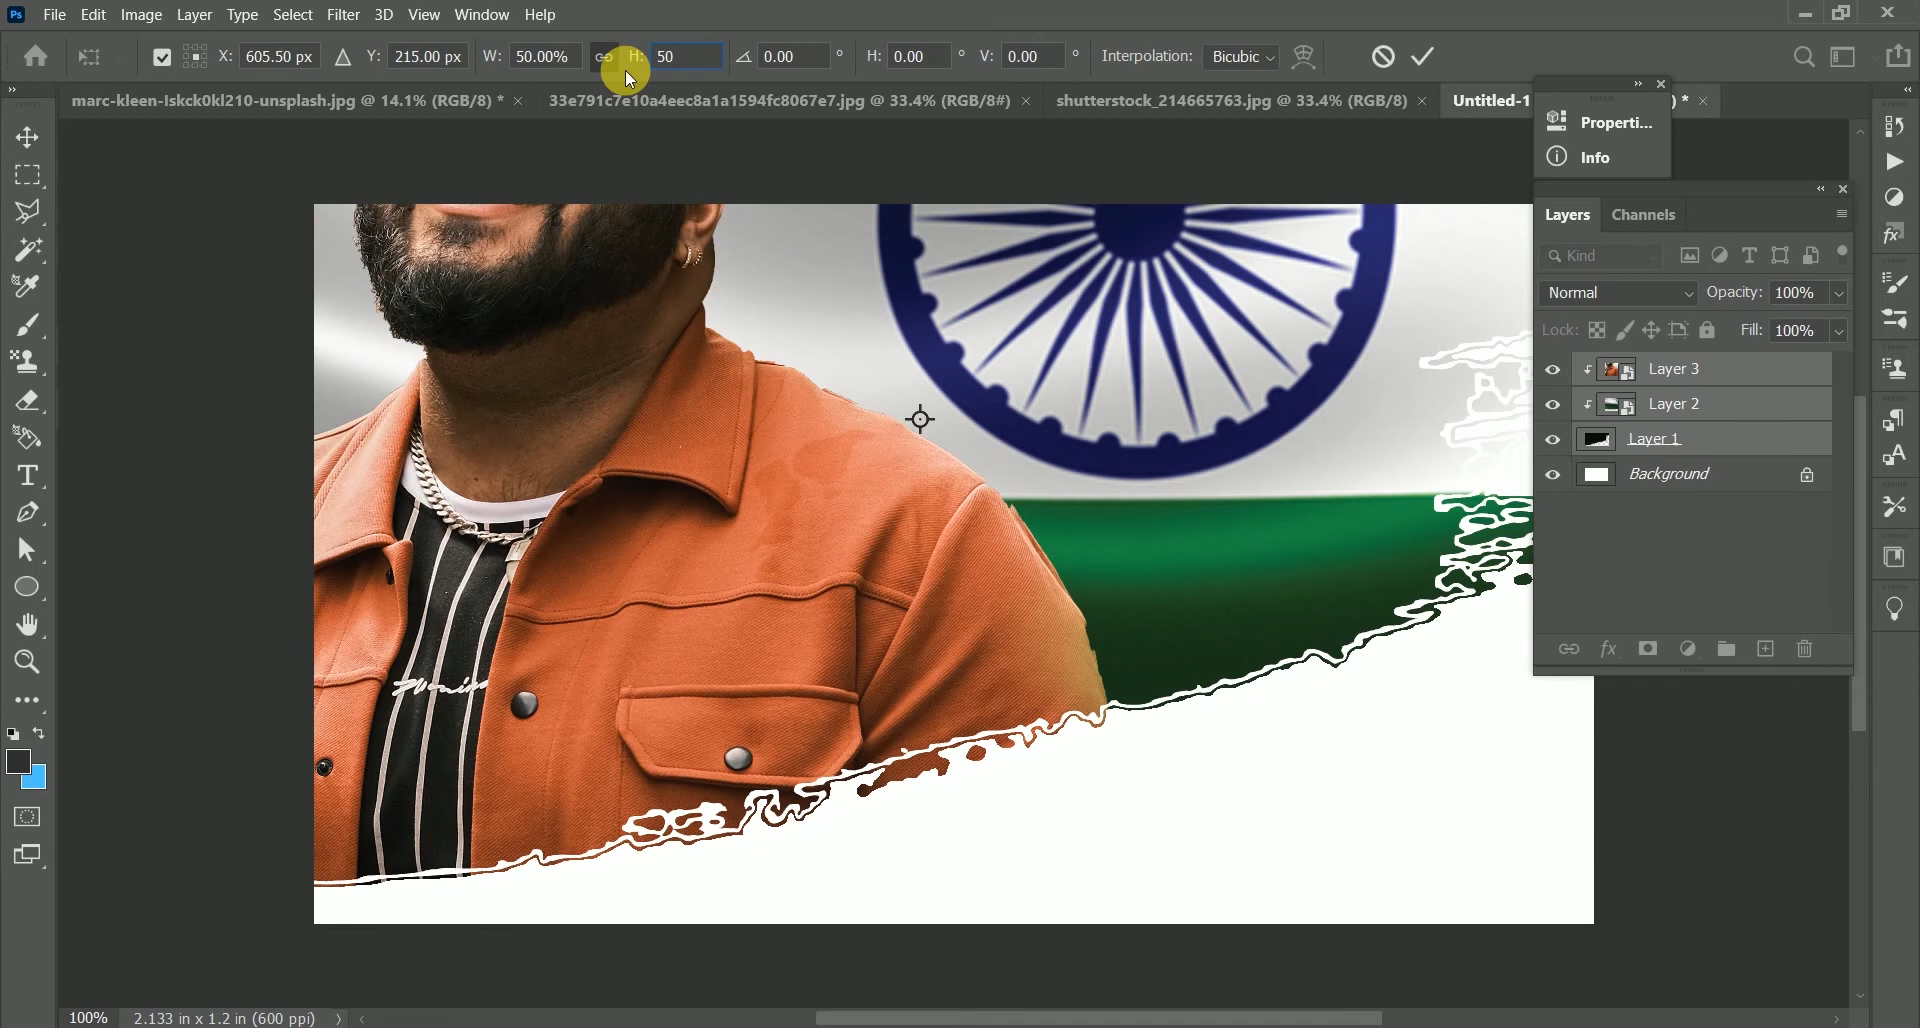 Ps File Edit Image Layer Type Select Filter 3D View Window Help
X: 605.50 px Y: 215.00 px W: 50.00% H: 50 0.00 ° H: 0.00 ° V: 0.00 ° Interpolation: Bicubic
marc-kleen-Iskck0kl210-unsplash.jpg @ 14.1% (RGB/8) * × 33e791c7e10a4eec8a1a1594fc8067e7.jpg @ 33.4% (RGB/8#) × shutterstock_214665763.jpg @ 33.4% (RGB/8) × Untitled-1 ) * ×
Properti...
Info
Layers Channels
Kind
Normal Opacity: 100%
Lock: Fill: 100%
Layer 3
Layer 2
Layer 1
Background
fx
100% 2.133 in x 1.2 in (600 ppi)